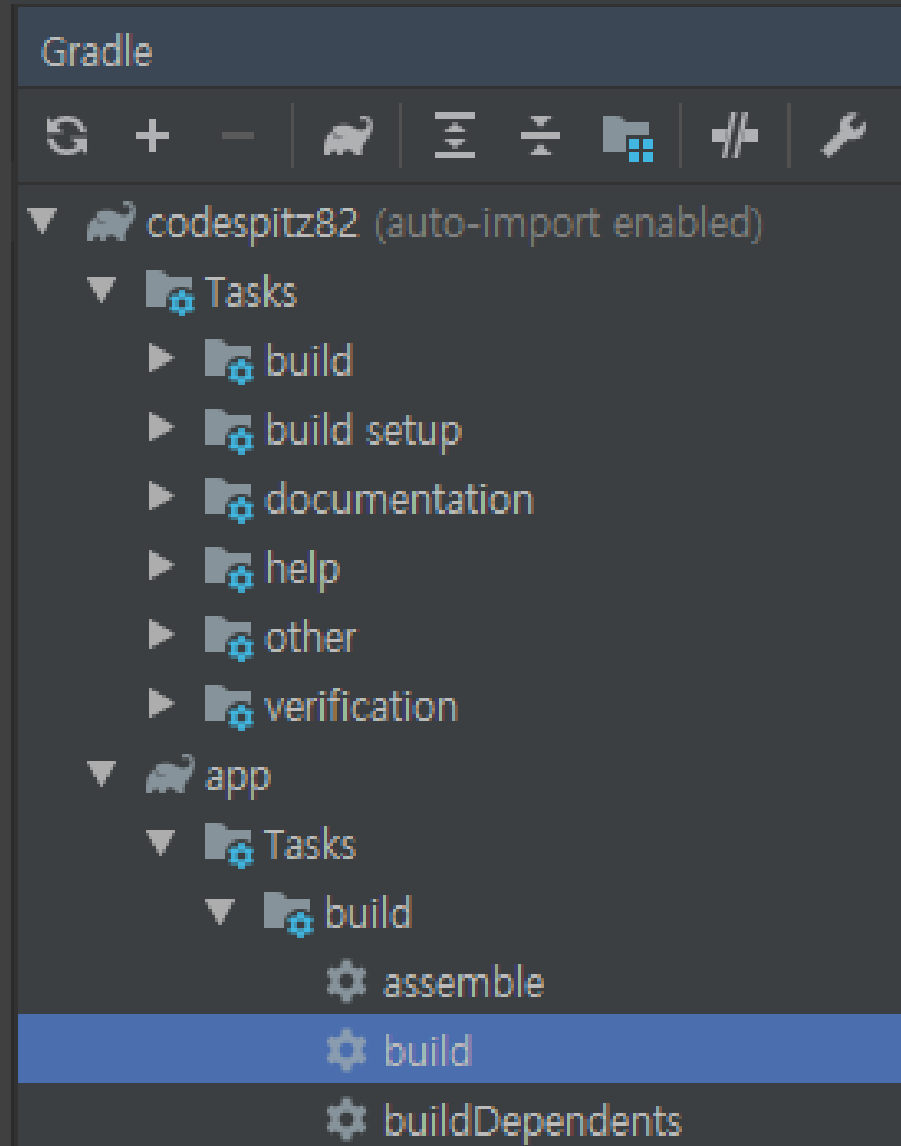 Gradle
codespitz82 (auto-import enabled)
Tasks
build
build setup
documentation
help
other
verification
app
Tasks
build
assemble
build
buildDependents